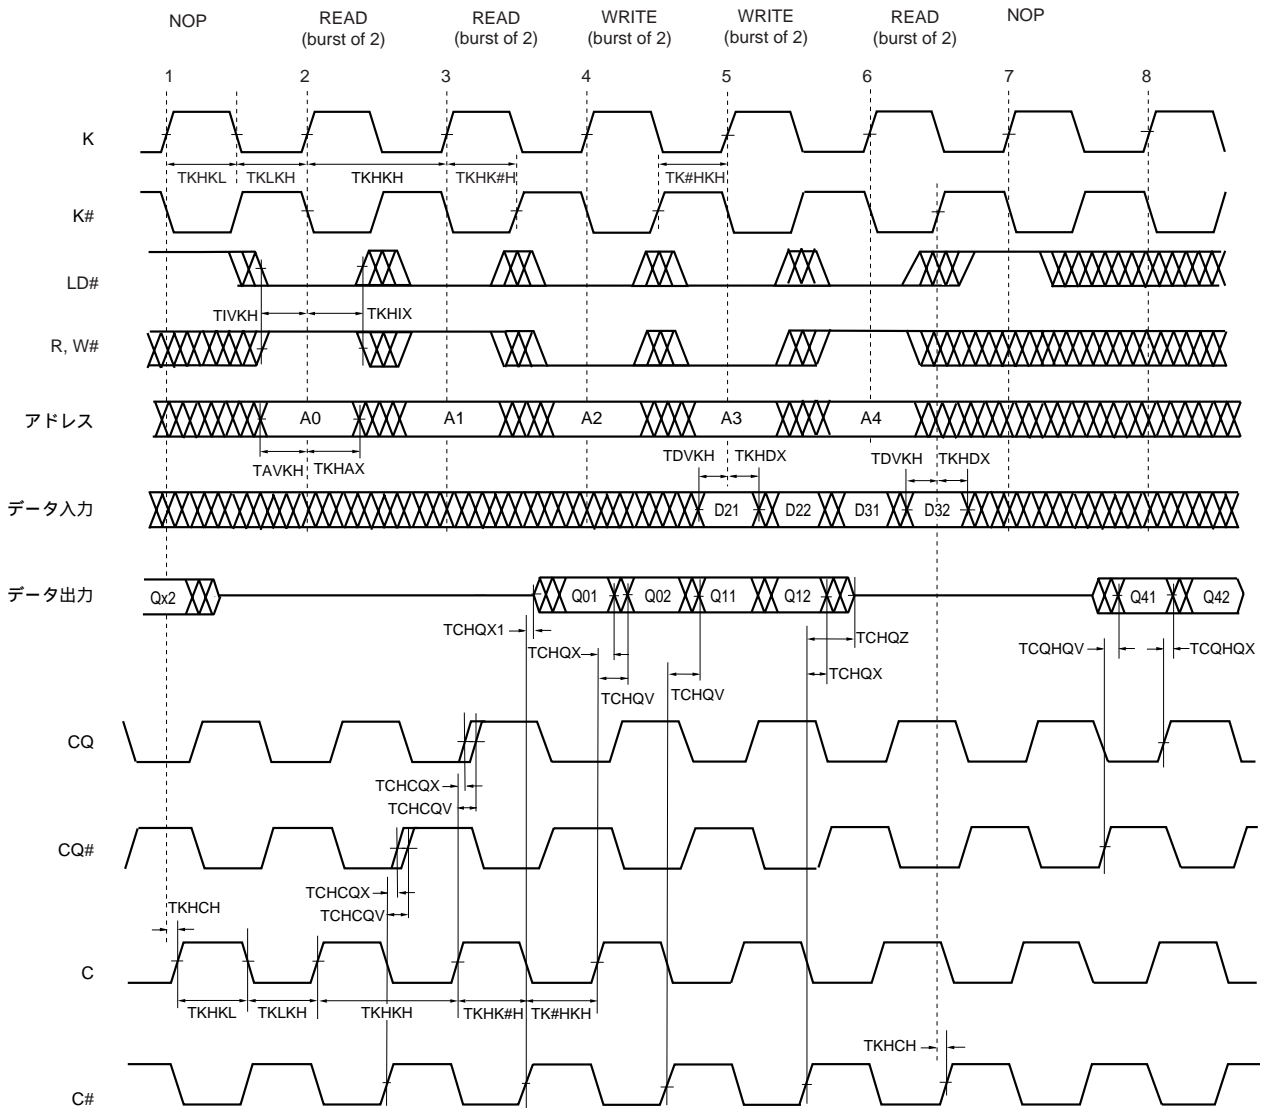 NOP
READ
(burst of 2)
READ
(burst of 2)
WRITE
(burst of 2)
WRITE
(burst of 2)
READ
(burst of 2)
NOP
1 2 3 4 5 6 7 8
K
TKHKL TKLKH TKHKH TKHK#H TK#HKH
K#
LD#
TIVKH TKHIX
R, W#
アドレス A0 A1 A2 A3 A4
TAVKH TKHAX TDVKH TKHDX TDVKH TKHDX
データ入力 D21 D22 D31 D32
データ出力 Qx2 Q01 Q02 Q11 Q12 Q41 Q42
TCHQX1 TCHQZ
TCHQX TCQHQV TCQHQX
TCHQX
TCHQV TCHQV
CQ
TCHCQX
TCHCQV
CQ#
TCHCQX
TKHCH TCHCQV
C
TKHKL TKLKH TKHKH TKHK#H TK#HKH
TKHCH
C#